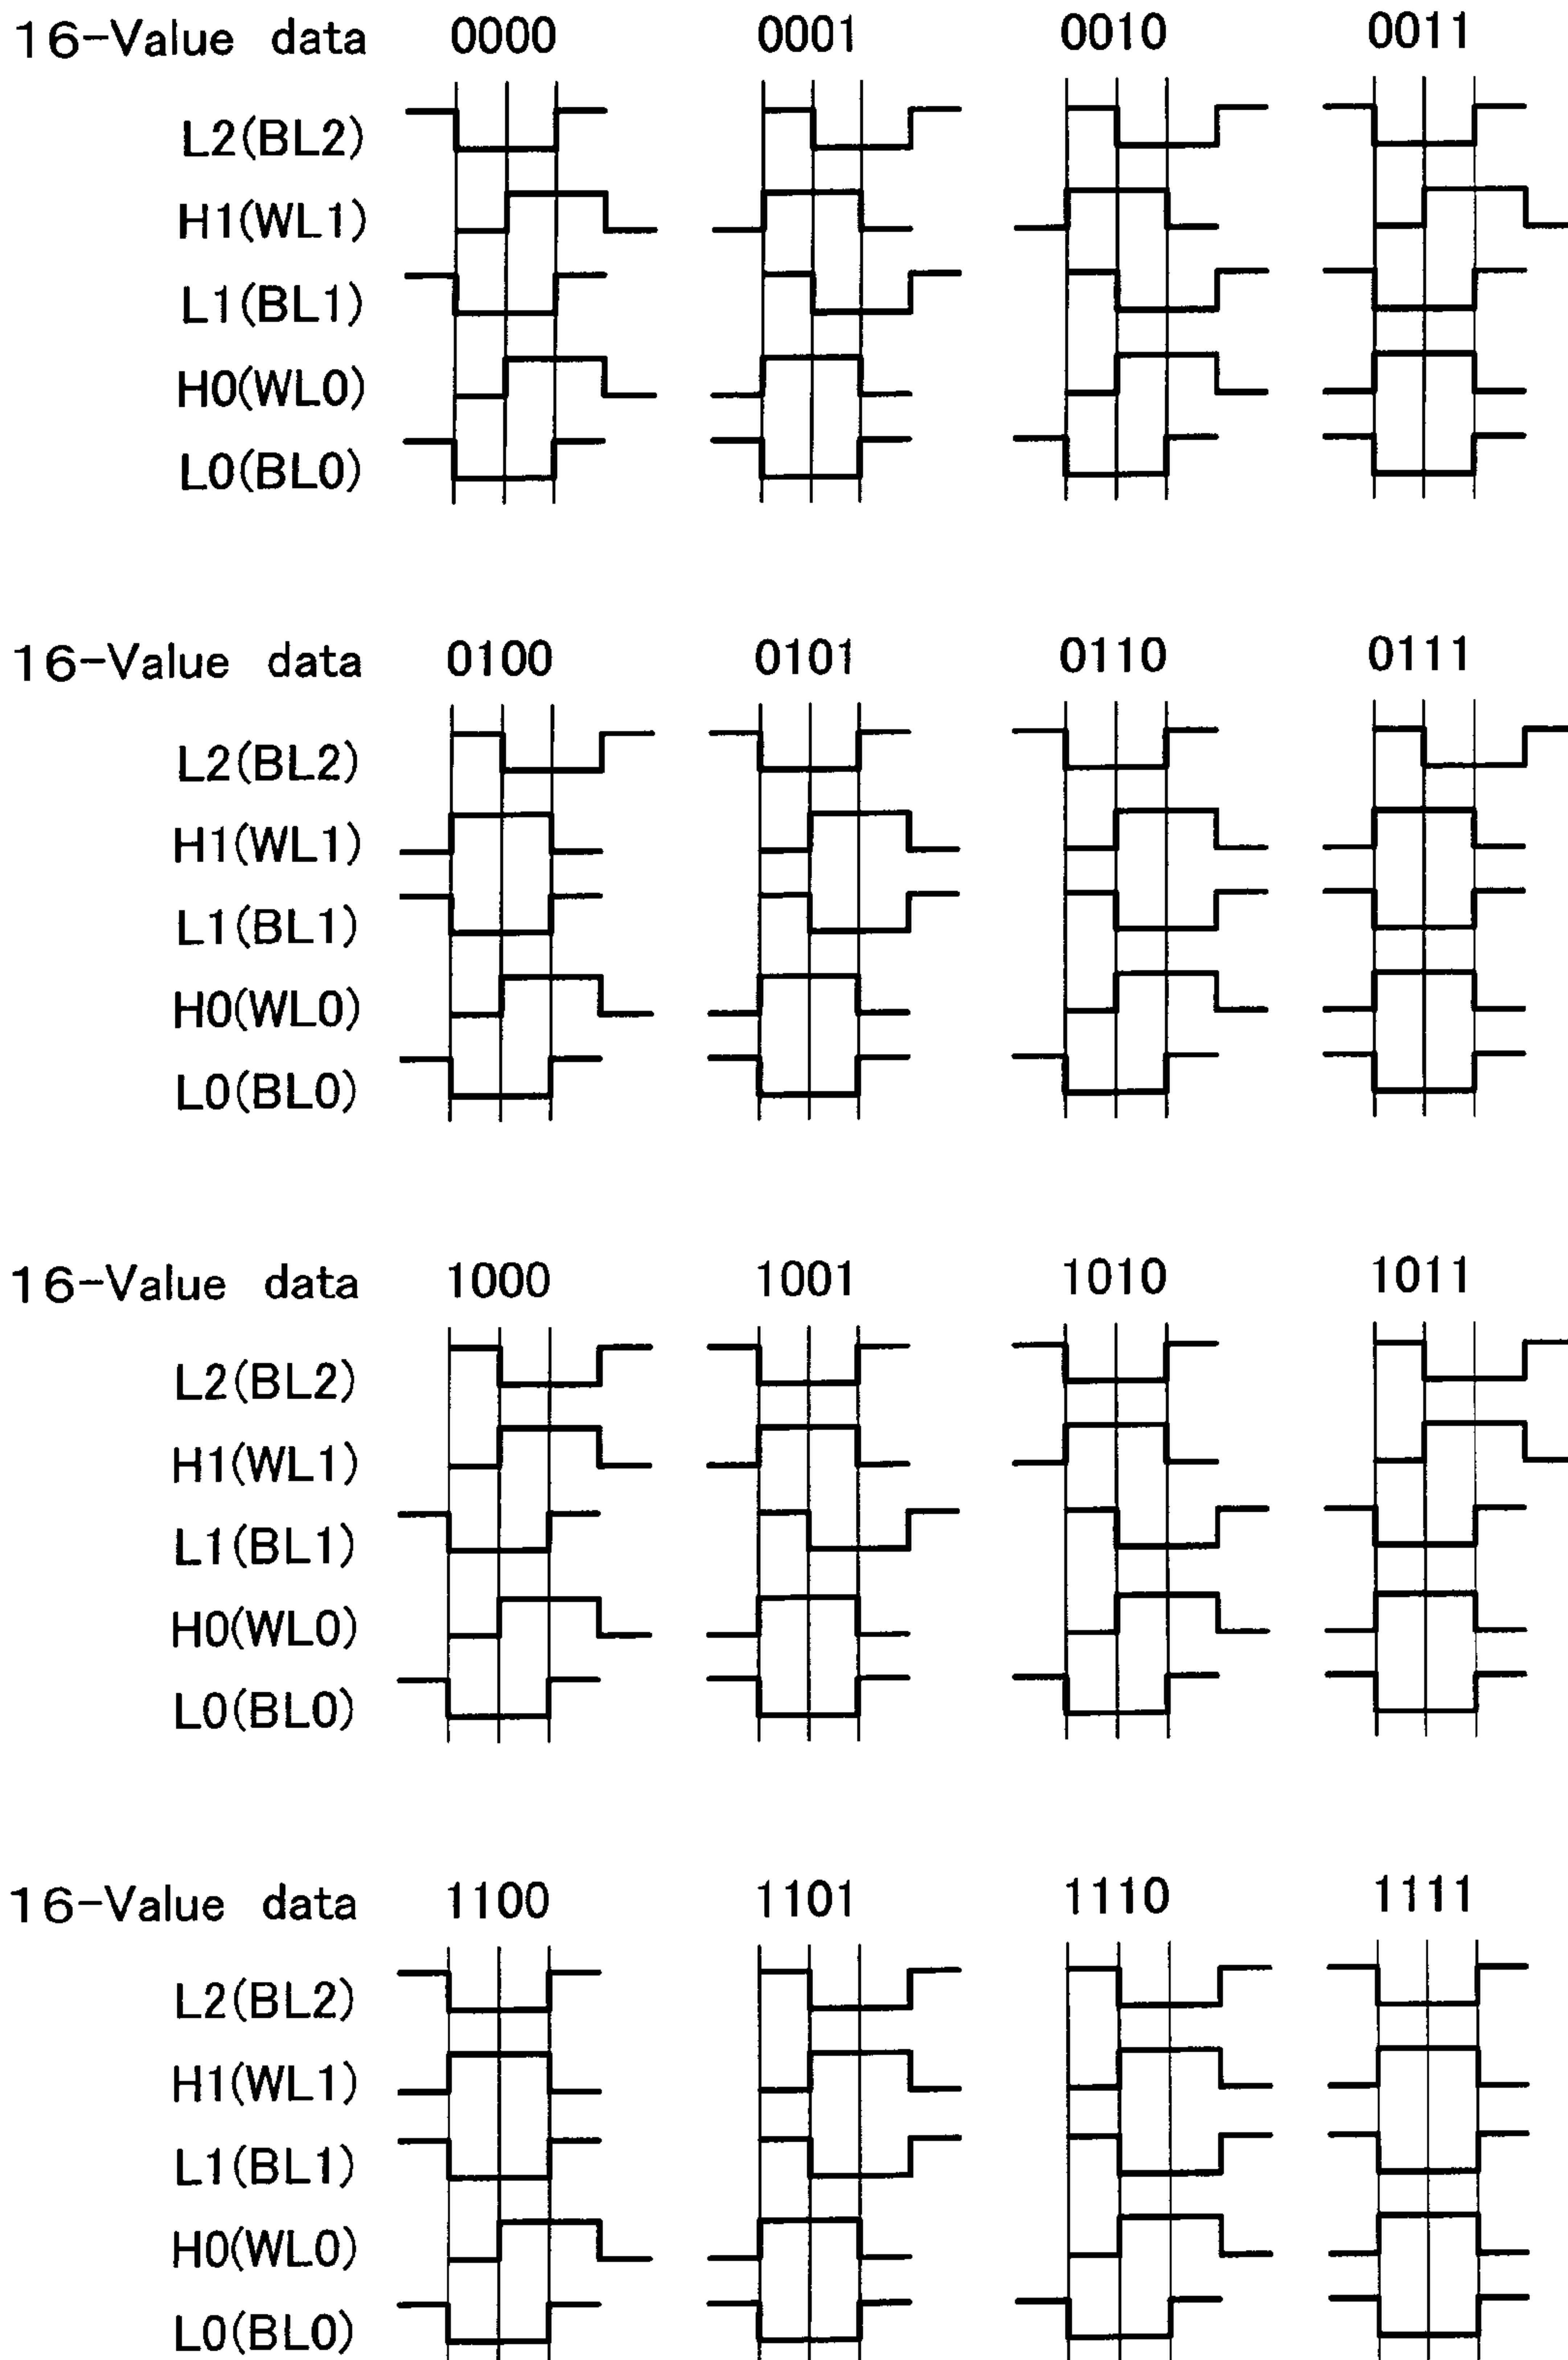 16-Value data 0000 0001 0010 0011
L2(BL2)
H1(WL1)
L1(BL1)
H0(WL0)
L0(BL0)
16-Value data 0100 0101 0110 0111
L2(BL2)
H1(WL1)
L1(BL1)
H0(WL0)
L0(BL0)
16-Value data 1000 1001 1010 1011
L2(BL2)
H1(WL1)
L1(BL1)
H0(WL0)
L0(BL0)
16-Value data 1100 1101 1110 1111
L2(BL2)
H1(WL1)
L1(BL1)
H0(WL0)
L0(BL0)